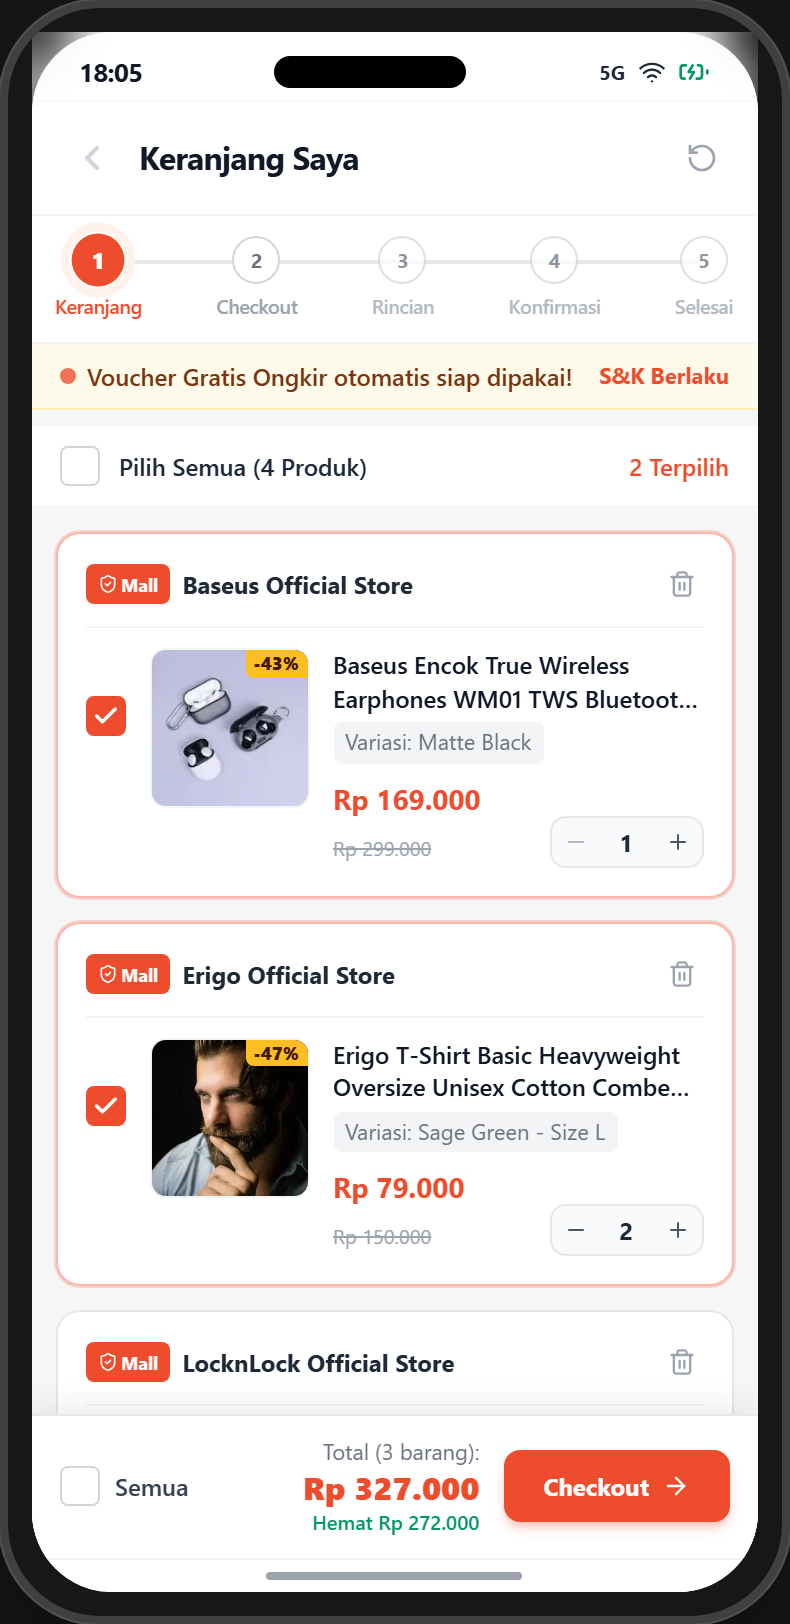 18:05
5G
Keranjang Saya
1
2
3
4
5
Keranjang
Checkout
Rincian
Konfirmasi
Selesai
Voucher Gratis Ongkir otomatis siap dipakai!
S&K Berlaku
Pilih Semua (4 Produk)
2 Terpilih
Mall
Baseus Official Store
-43%
Baseus Encok True Wireless
Earphones WM01 TWS Bluetoot...
Variasi: Matte Black
Rp 169.000
Rp 299.000
1
Mall
Erigo Official Store
-47%
Erigo T-Shirt Basic Heavyweight
Oversize Unisex Cotton Combe...
Variasi: Sage Green - Size L
Rp 79.000
Rp 150.000
2
Mall
LocknLock Official Store
Semua
Total (3 barang):
Rp 327.000
Hemat Rp 272.000
Checkout